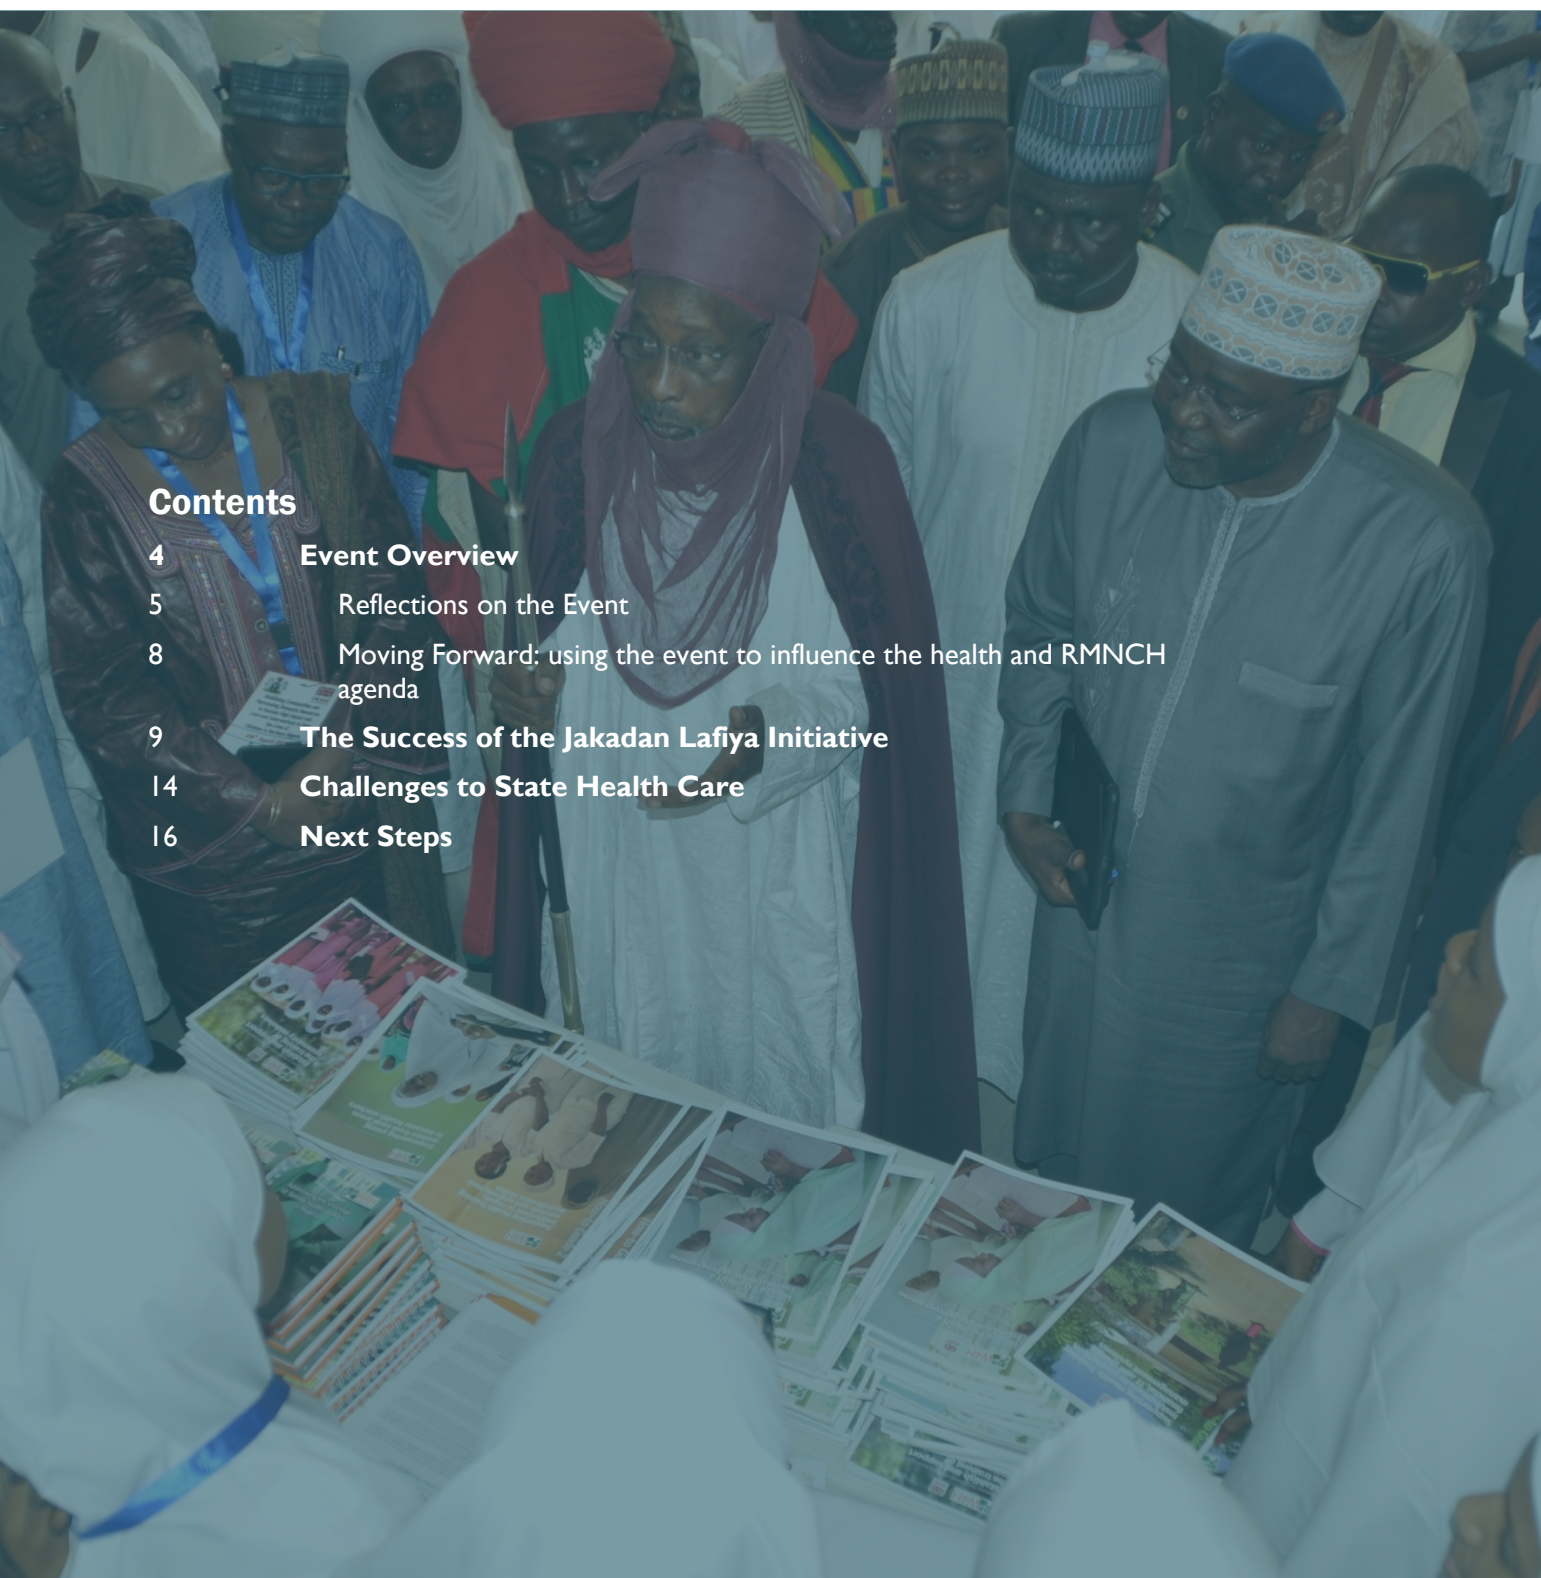 Contents
4 Event Overview
5 Reflections on the Event
8 Moving Forward: using the event to influence the health and RMNCH
agenda
9 The Success of the Jakadan Lafiya Initiative
14 Challenges to State Health Care
16 Next Steps